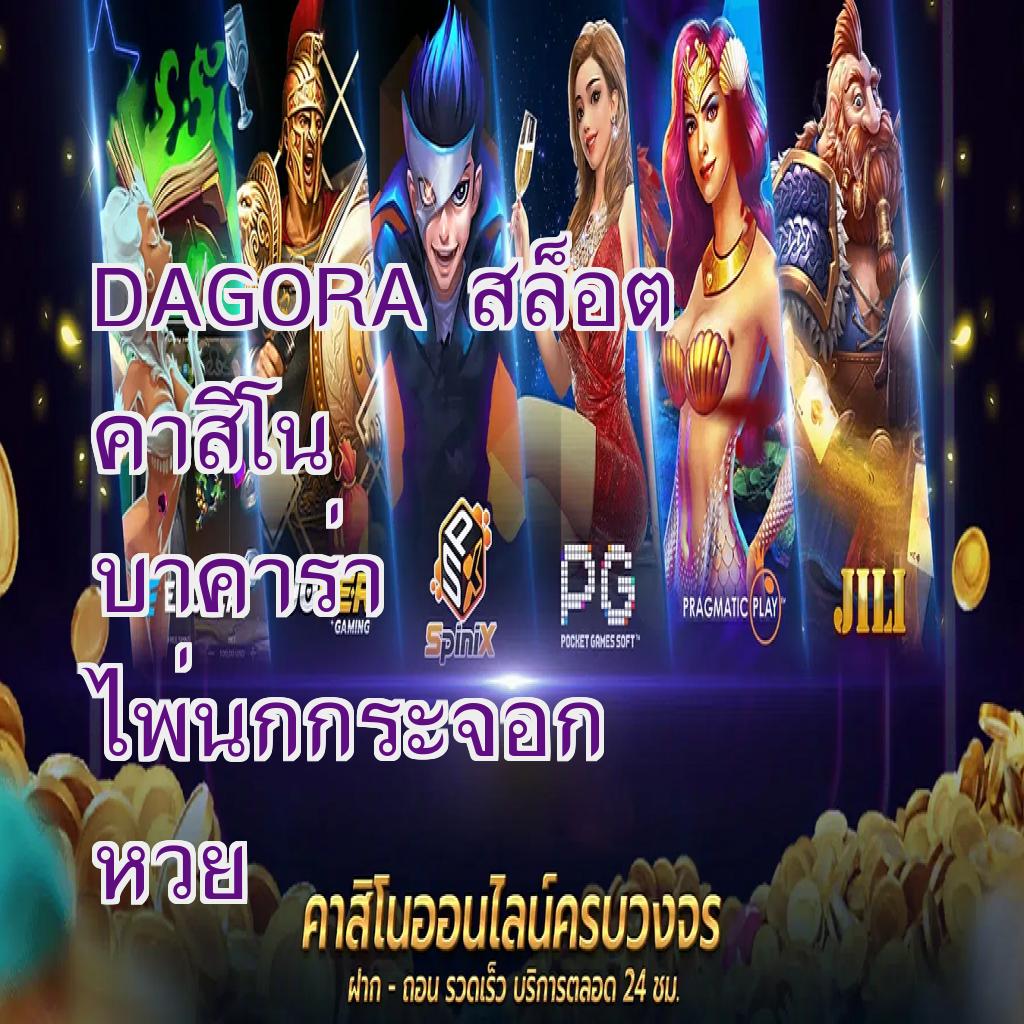 DAGORA สล็อต
คาสิโน
บาคาร่า
ไพ่นกกระจอก
หวย
GAMING
SpiniX
PG
POCKET GAMES SOFT™
PRAGMATIC PLAY™
JILI
คาสิโนออนไลน์ครบวงจร
ฝาก - ถอน รวดเร็ว บริการตลอด 24 ชม.